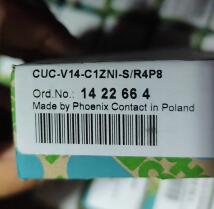 CUC-V14-C1ZNI-S/R4P8
Ord.No.: 14 22 66 4
Made by Phoenix Contact in Poland